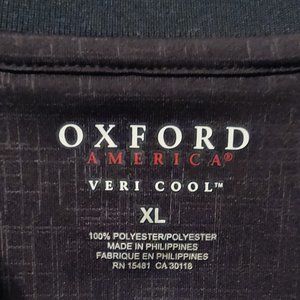 OXFORD
AMERICA®
VERI COOL™
XL
100% POLYESTER/POLYESTER
MADE IN PHILIPPINES
FABRIQUE EN PHILIPPINES
RN 15481 CA 30118